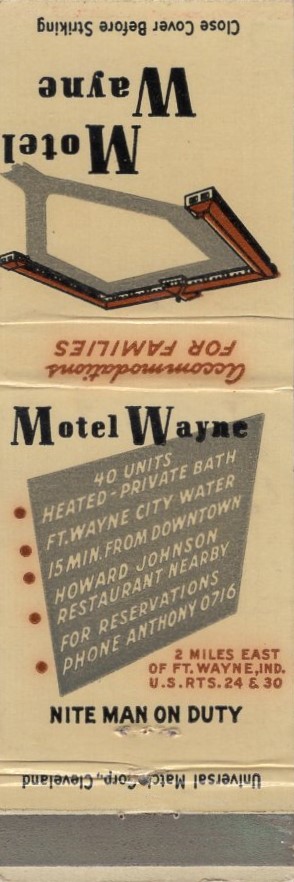 Close Cover Before Striking
Motel
Wayne
Accommodations
FOR FAMILIES
Motel Wayne
40 UNITS
HEATED - PRIVATE BATH
FT. WAYNE CITY WATER
15 MIN. FROM DOWNTOWN
HOWARD JOHNSON
RESTAURANT NEARBY
FOR RESERVATIONS
PHONE ANTHONY 0716
2 MILES EAST
OF FT. WAYNE, IND.
U.S. RTS. 24 & 30
NITE MAN ON DUTY
Universal Match Corp., Cleveland